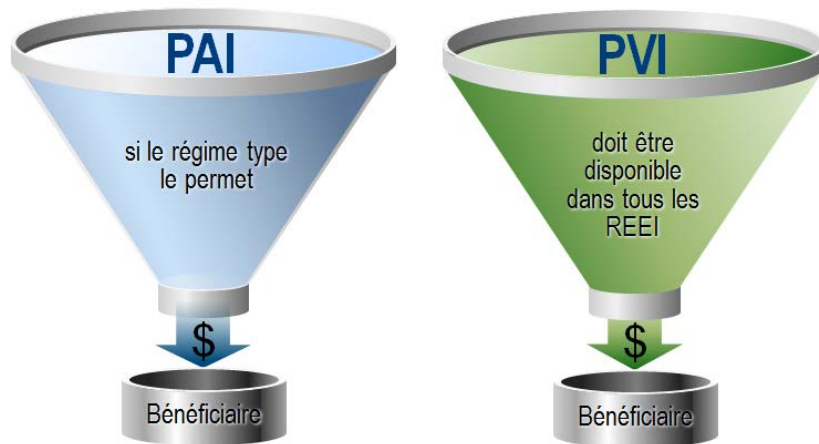 PAI
si le régime type
le permet
$
Bénéficiaire
PVI
doit être
disponible
dans tous les
REEI
$
Bénéficiaire